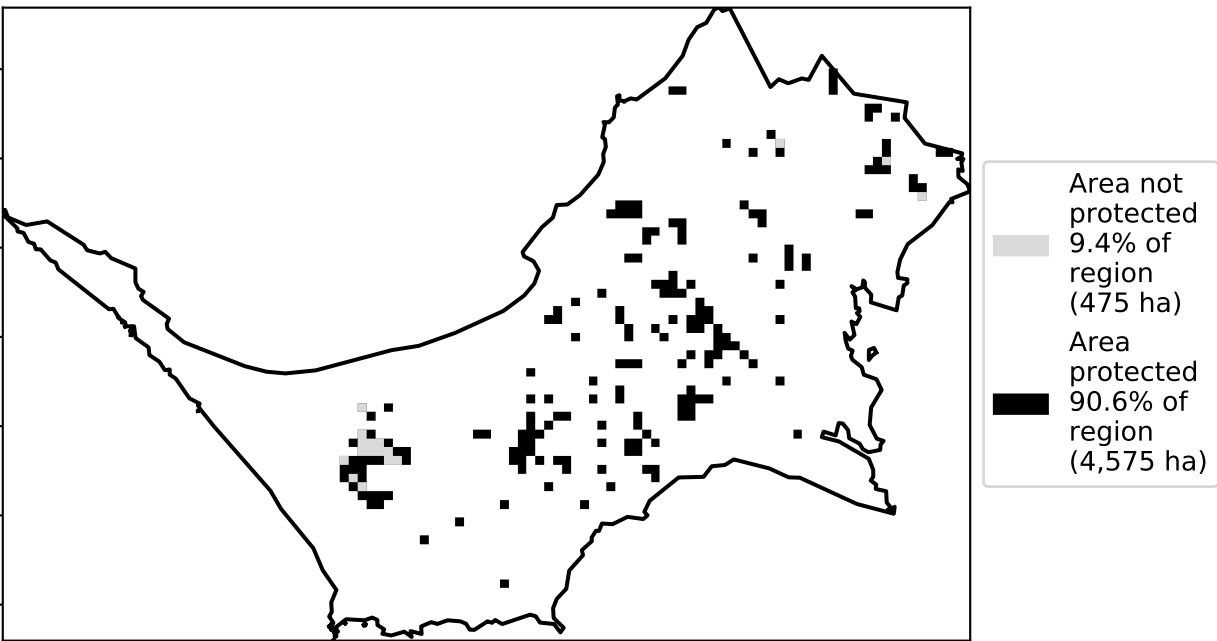 Area not
protected
9.4% of
region
(475 ha)
Area
protected
90.6% of
region
(4,575 ha)